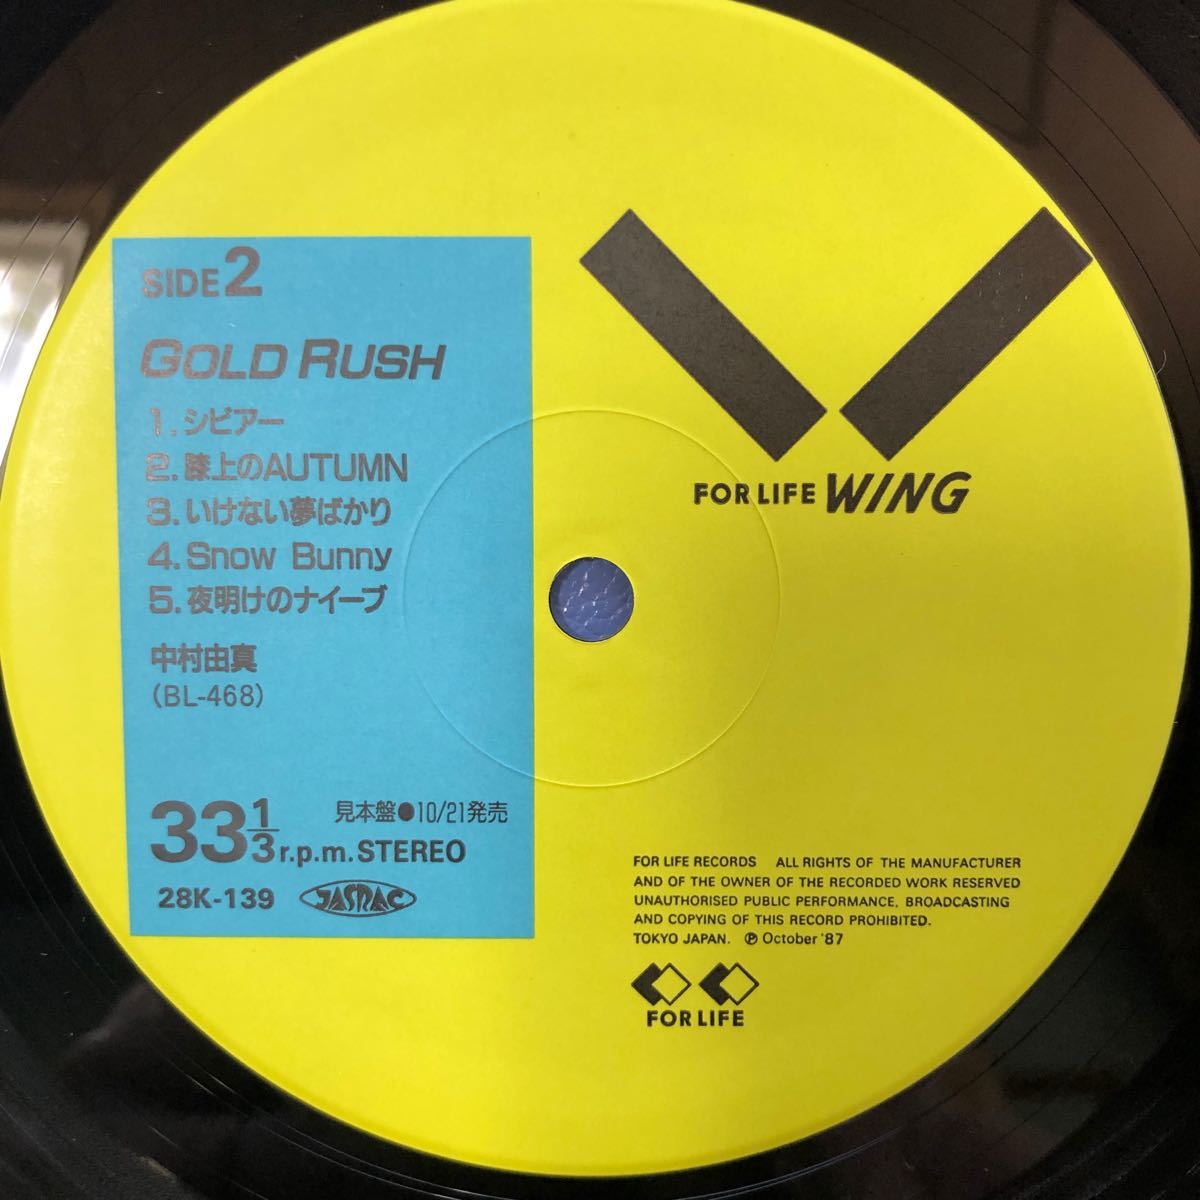 SIDE 2
GOLD RUSH
1.シビアー
2.膝上のAUTUMN
3.いけない夢ばかり
4.Snow Bunny
5.夜明けのナイーブ
中村由真
(BL-468)
見本盤●10/21発売
33 1/3 r.p.m. STEREO
28K-139 JASRAC
FOR LIFE WING
FOR LIFE RECORDS ALL RIGHTS OF THE MANUFACTURER
AND OF THE OWNER OF THE RECORDED WORK RESERVED
UNAUTHORISED PUBLIC PERFORMANCE, BROADCASTING
AND COPYING OF THIS RECORD PROHIBITED.
TOKYO JAPAN. ℗ October '87
FOR LIFE